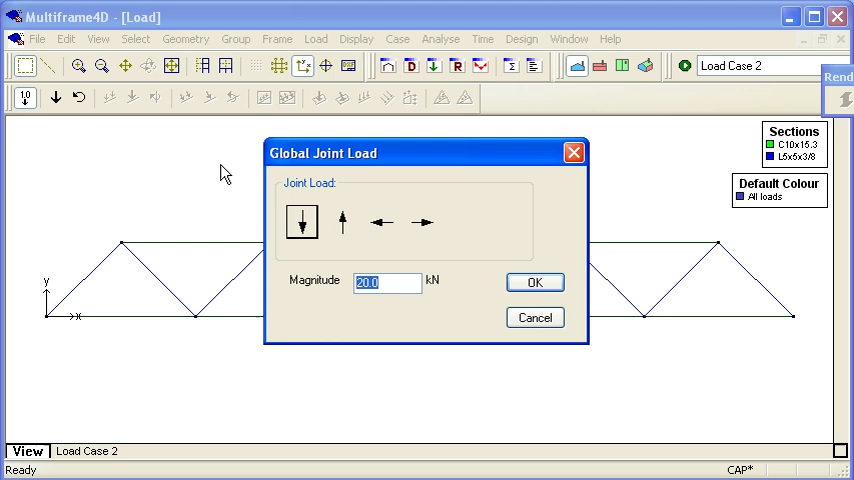 Multiframe4D - [Load]
File Edit View Select Geometry Group Frame Load Display Case Analyse Time Design Window Help
Load Case 2
Rend
1.0
Sections
C10x15.3
L5x5x3/8
Default Colour
All loads
Global Joint Load
Joint Load:
Magnitude 20.0 kN
OK
Cancel
y
x
View Load Case 2
Ready CAP*